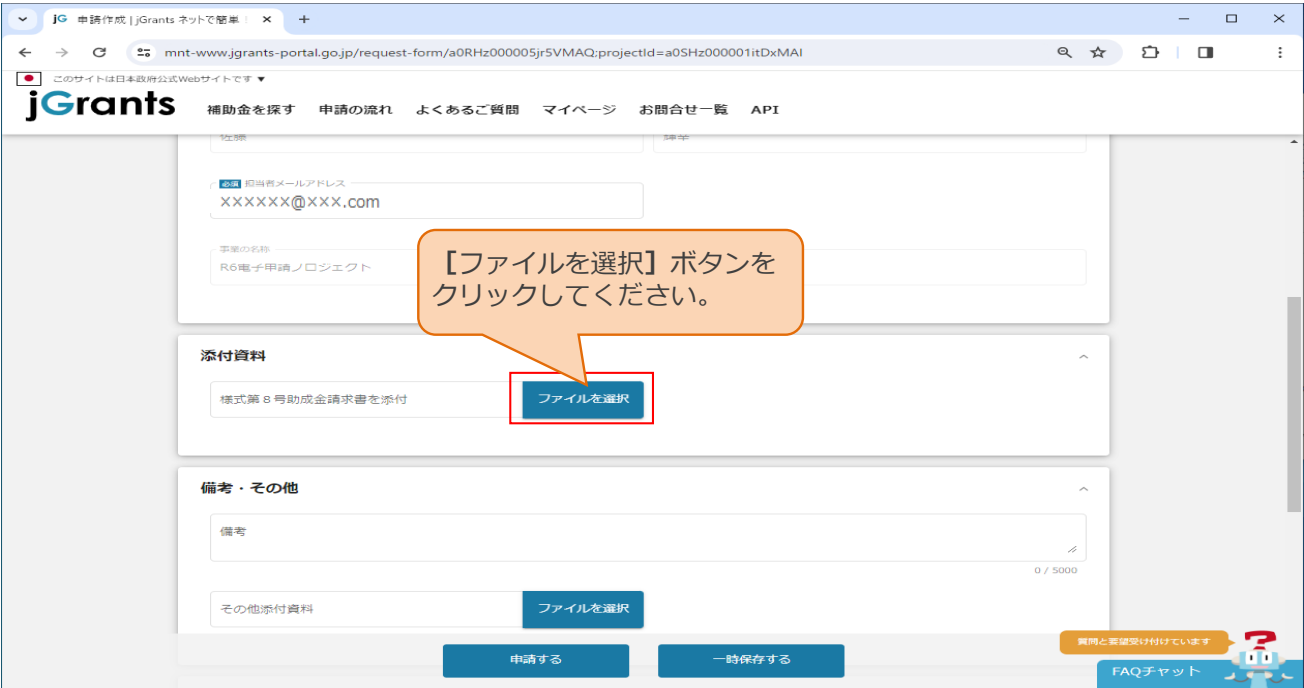 jG 申請作成 | jGrants ネットで簡単！
mnt-www.jgrants-portal.go.jp/request-form/a0RHz000005jr5VMAQ;projectId=a0SHz000001itDxMAI
このサイトは日本政府公式Webサイトです ▼
jGrants 補助金を探す 申請の流れ よくあるご質問 マイページ お問合せ一覧 API
佐藤
必須 担当者メールアドレス
××××××@×××.com
事業の名称
R6電子申請プロジェクト
【ファイルを選択】ボタンを
クリックしてください。
添付資料
様式第８号助成金請求書を添付 ファイルを選択
備考・その他
備考
0 / 5000
その他添付資料 ファイルを選択
質問と要望受け付けています
申請する 一時保存する
FAQチャット